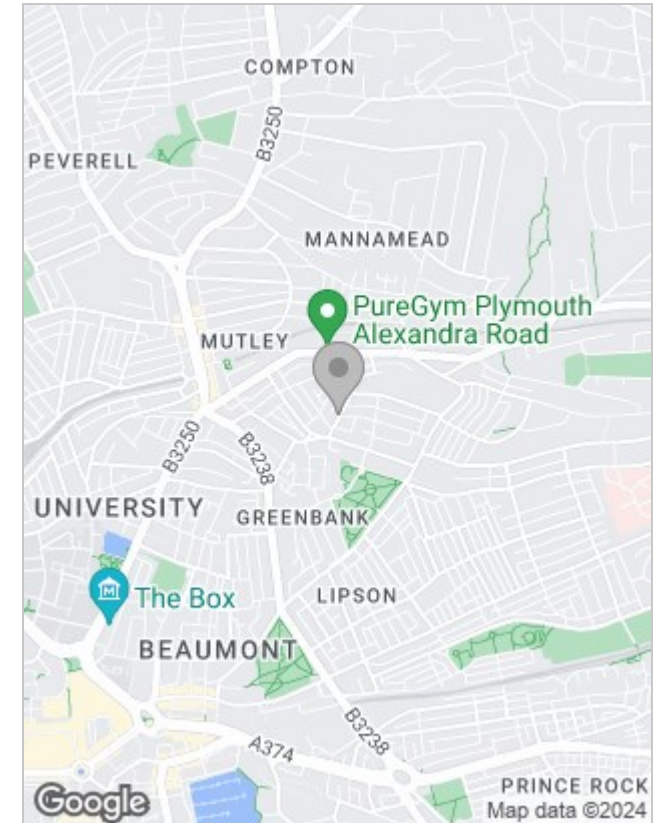 COMPTON
B3250
PEVERELL
MANNAMEAD
PureGym Plymouth
Alexandra Road
MUTLEY
B3250
B3238
UNIVERSITY
GREENBANK
The Box
LIPSON
BEAUMONT
B3238
A374
PRINCE ROCK
Google
Map data ©2024